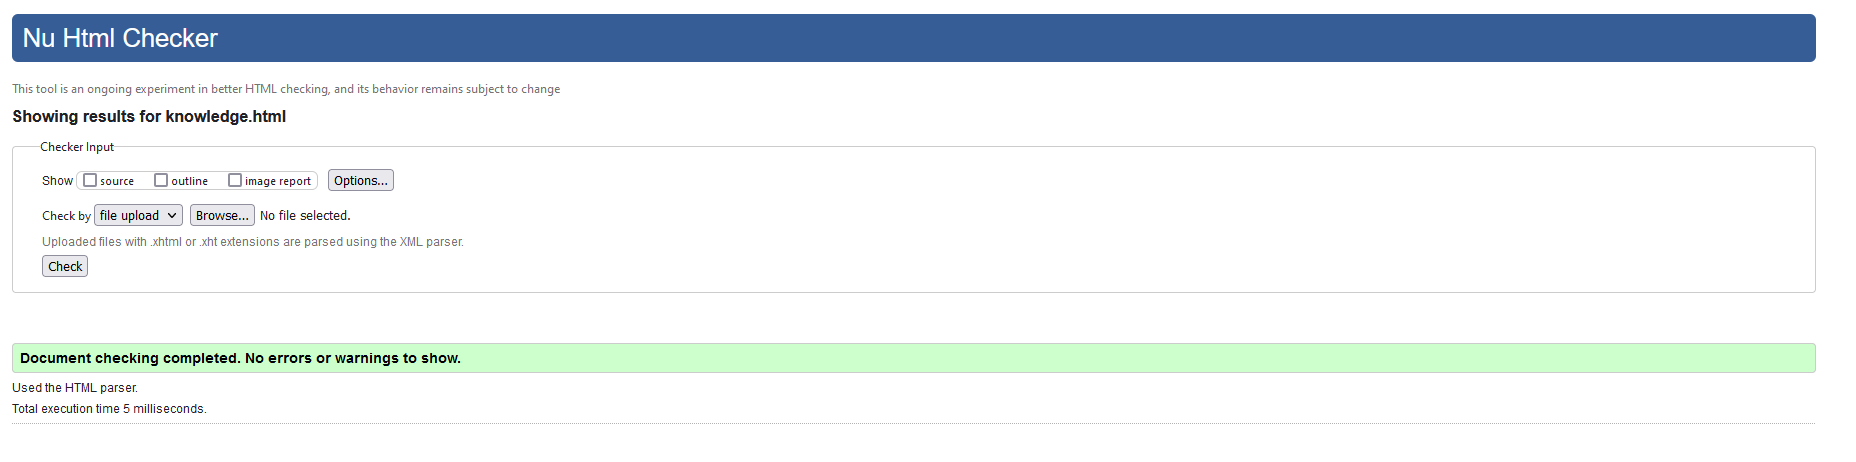 Nu Html Checker
This tool is an ongoing experiment in better HTML checking, and its behavior remains subject to change
Showing results for knowledge.html
Checker Input
Show source outline image report Options...
Check by file upload Browse... No file selected.
Uploaded files with .xhtml or .xht extensions are parsed using the XML parser.
Check
Document checking completed. No errors or warnings to show.
Used the HTML parser.
Total execution time 5 milliseconds.